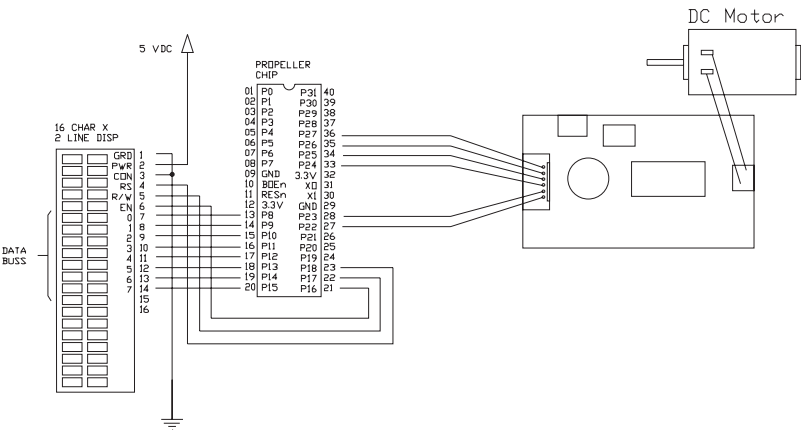 DC Motor
5 VDC
PROPELLER
CHIP
01 P0 P31 40
02 P1 P30 39
03 P2 P29 38
04 P3 P28 37
05 P4 P27 36
06 P5 P26 35
07 P6 P25 34
08 P7 P24 33
09 GND 3.3V 32
10 BOEn XO 31
11 RESn XI 30
12 3.3V GND 29
13 P8 P23 28
14 P9 P22 27
15 P10 P21 26
16 P11 P20 25
17 P12 P19 24
18 P13 P18 23
19 P14 P17 22
20 P15 P16 21
16 CHAR X
2 LINE DISP
GRD 1
PWR 2
CON 3
RS 4
R/W 5
EN 6
0 7
1 8
2 9
3 10
4 11
5 12
6 13
7 14
15
16
DATA
BUSS